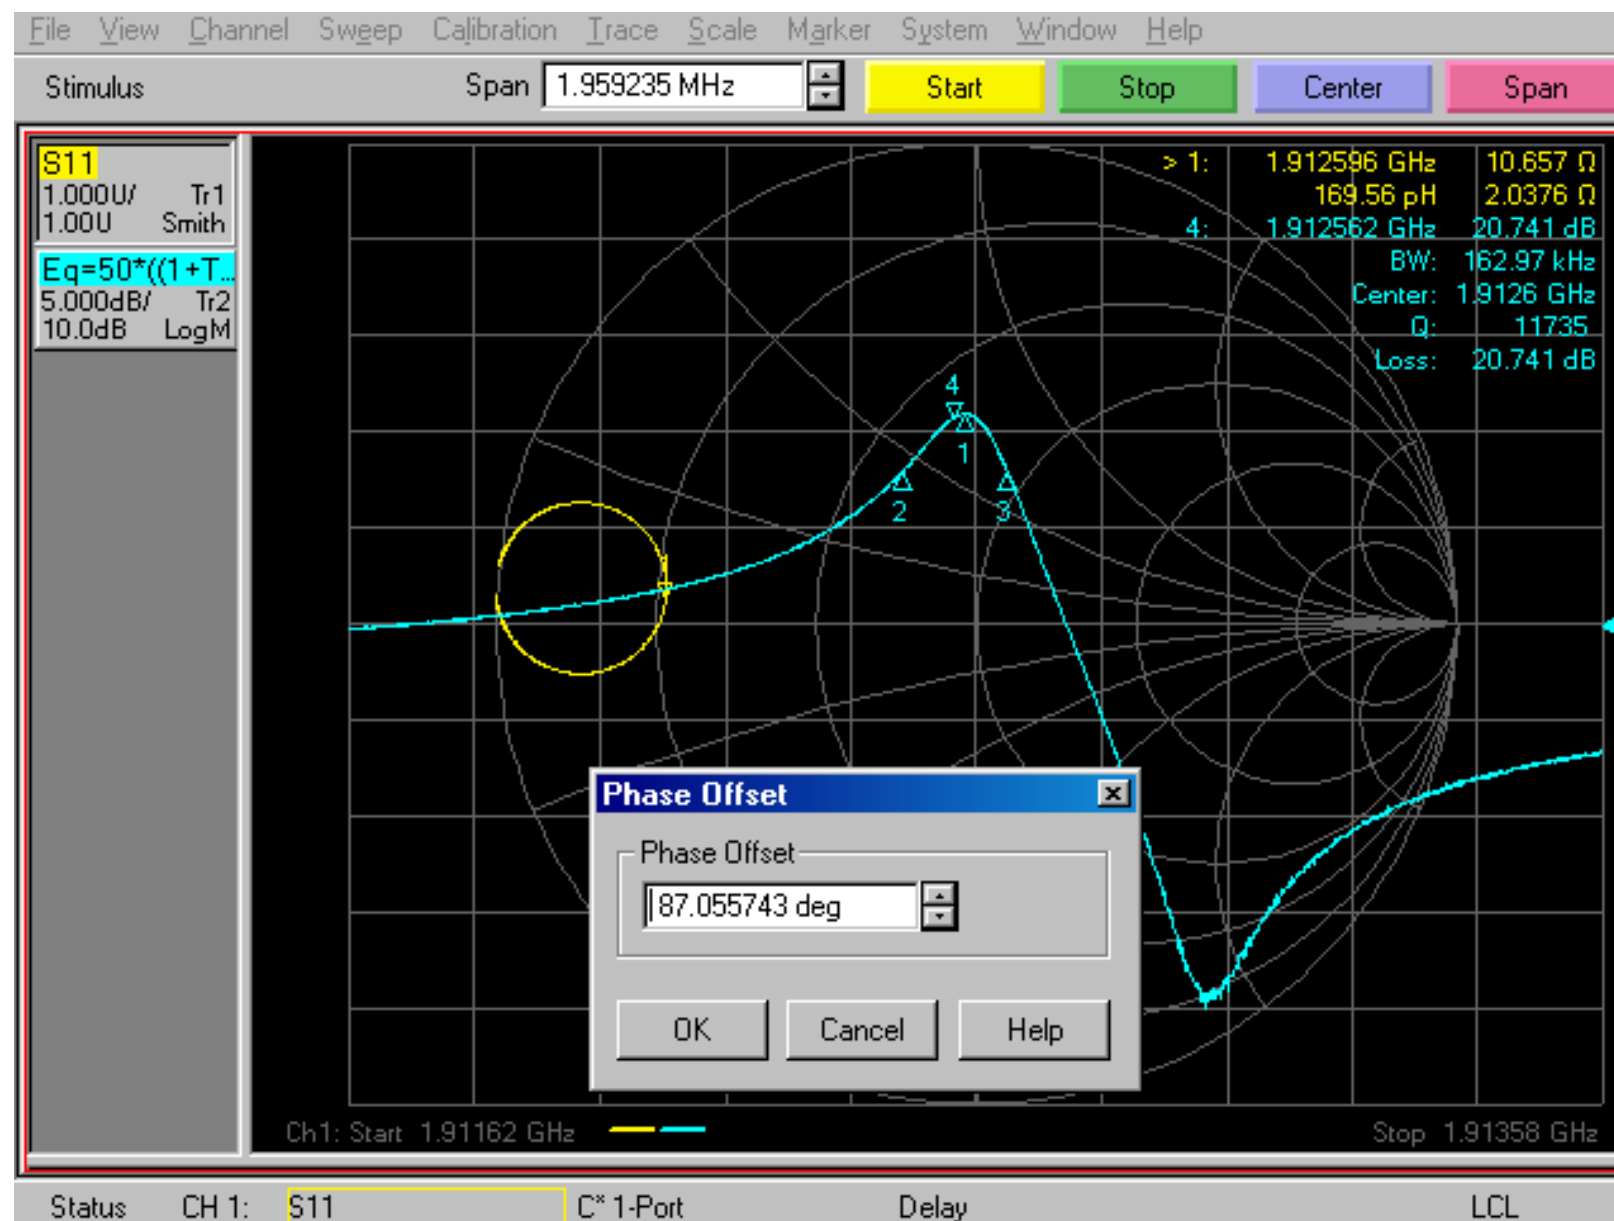 File View Channel Sweep Calibration Trace Scale Marker System Window Help
Stimulus Span 1.959235 MHz Start Stop Center Span
S11
1.000U/ Tr1
1.00U Smith
Eq=50*((1+T...
5.000dB/ Tr2
10.0dB LogM
> 1: 1.912596 GHz 10.657 Ω
169.56 pH 2.0376 Ω
4: 1.912562 GHz 20.741 dB
BW: 162.97 kHz
Center: 1.9126 GHz
Q: 11735
Loss: 20.741 dB
4
1
2 3
Phase Offset
Phase Offset
87.055743 deg
OK Cancel Help
Ch1: Start 1.91162 GHz Stop 1.91358 GHz
Status CH 1: S11 C* 1-Port Delay LCL